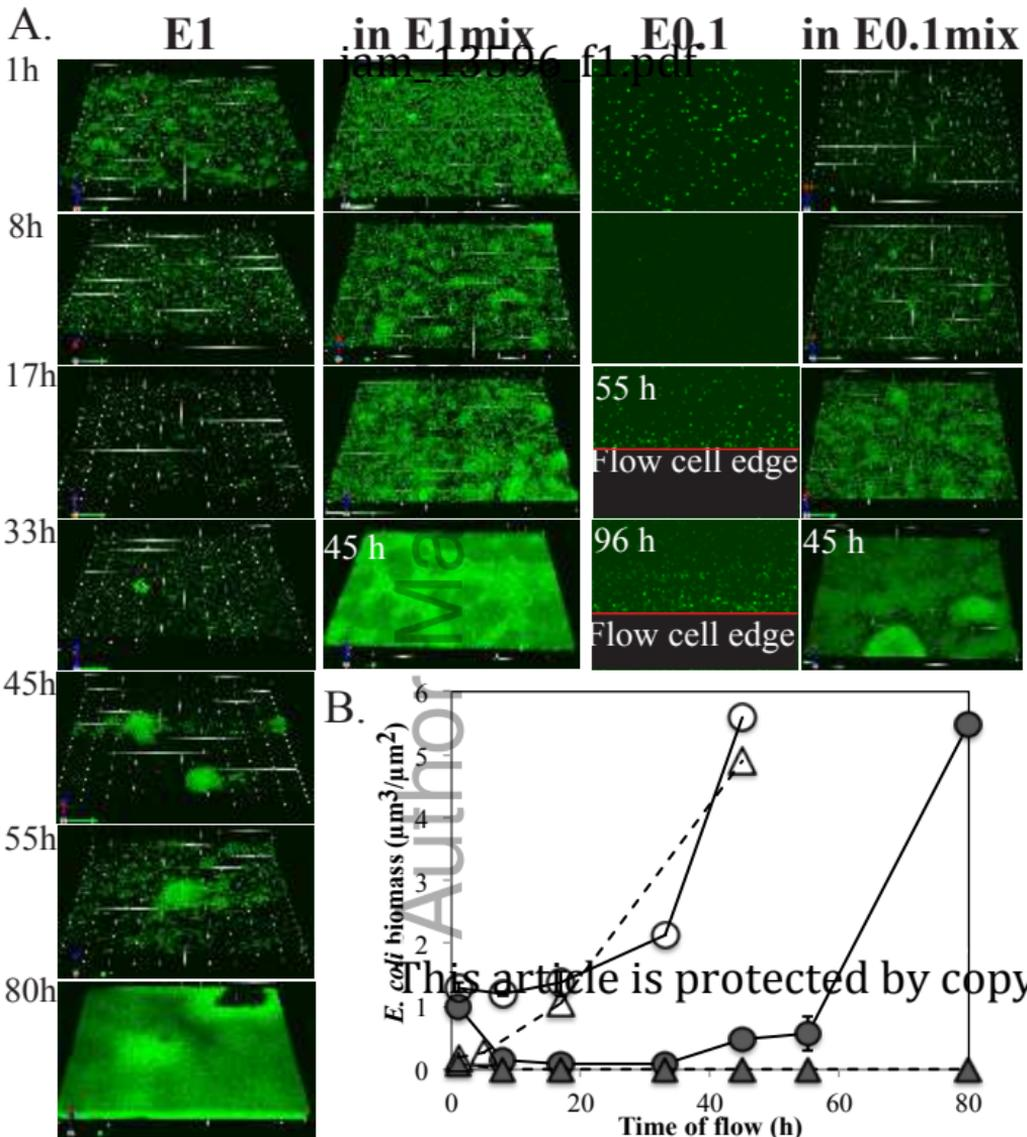 A.
E1
in E1mix
E0.1
in E0.1mix
jam_13596_f1.pdf
1h
8h
17h
55 h
Flow cell edge
33h
45 h
96 h
Flow cell edge
45 h
45h
55h
80h
B.
E. coli biomass (µm3/µm2)
6
5
4
3
2
1
0
0
20
40
60
80
Time of flow (h)
Author Ma
This article is protected by copy